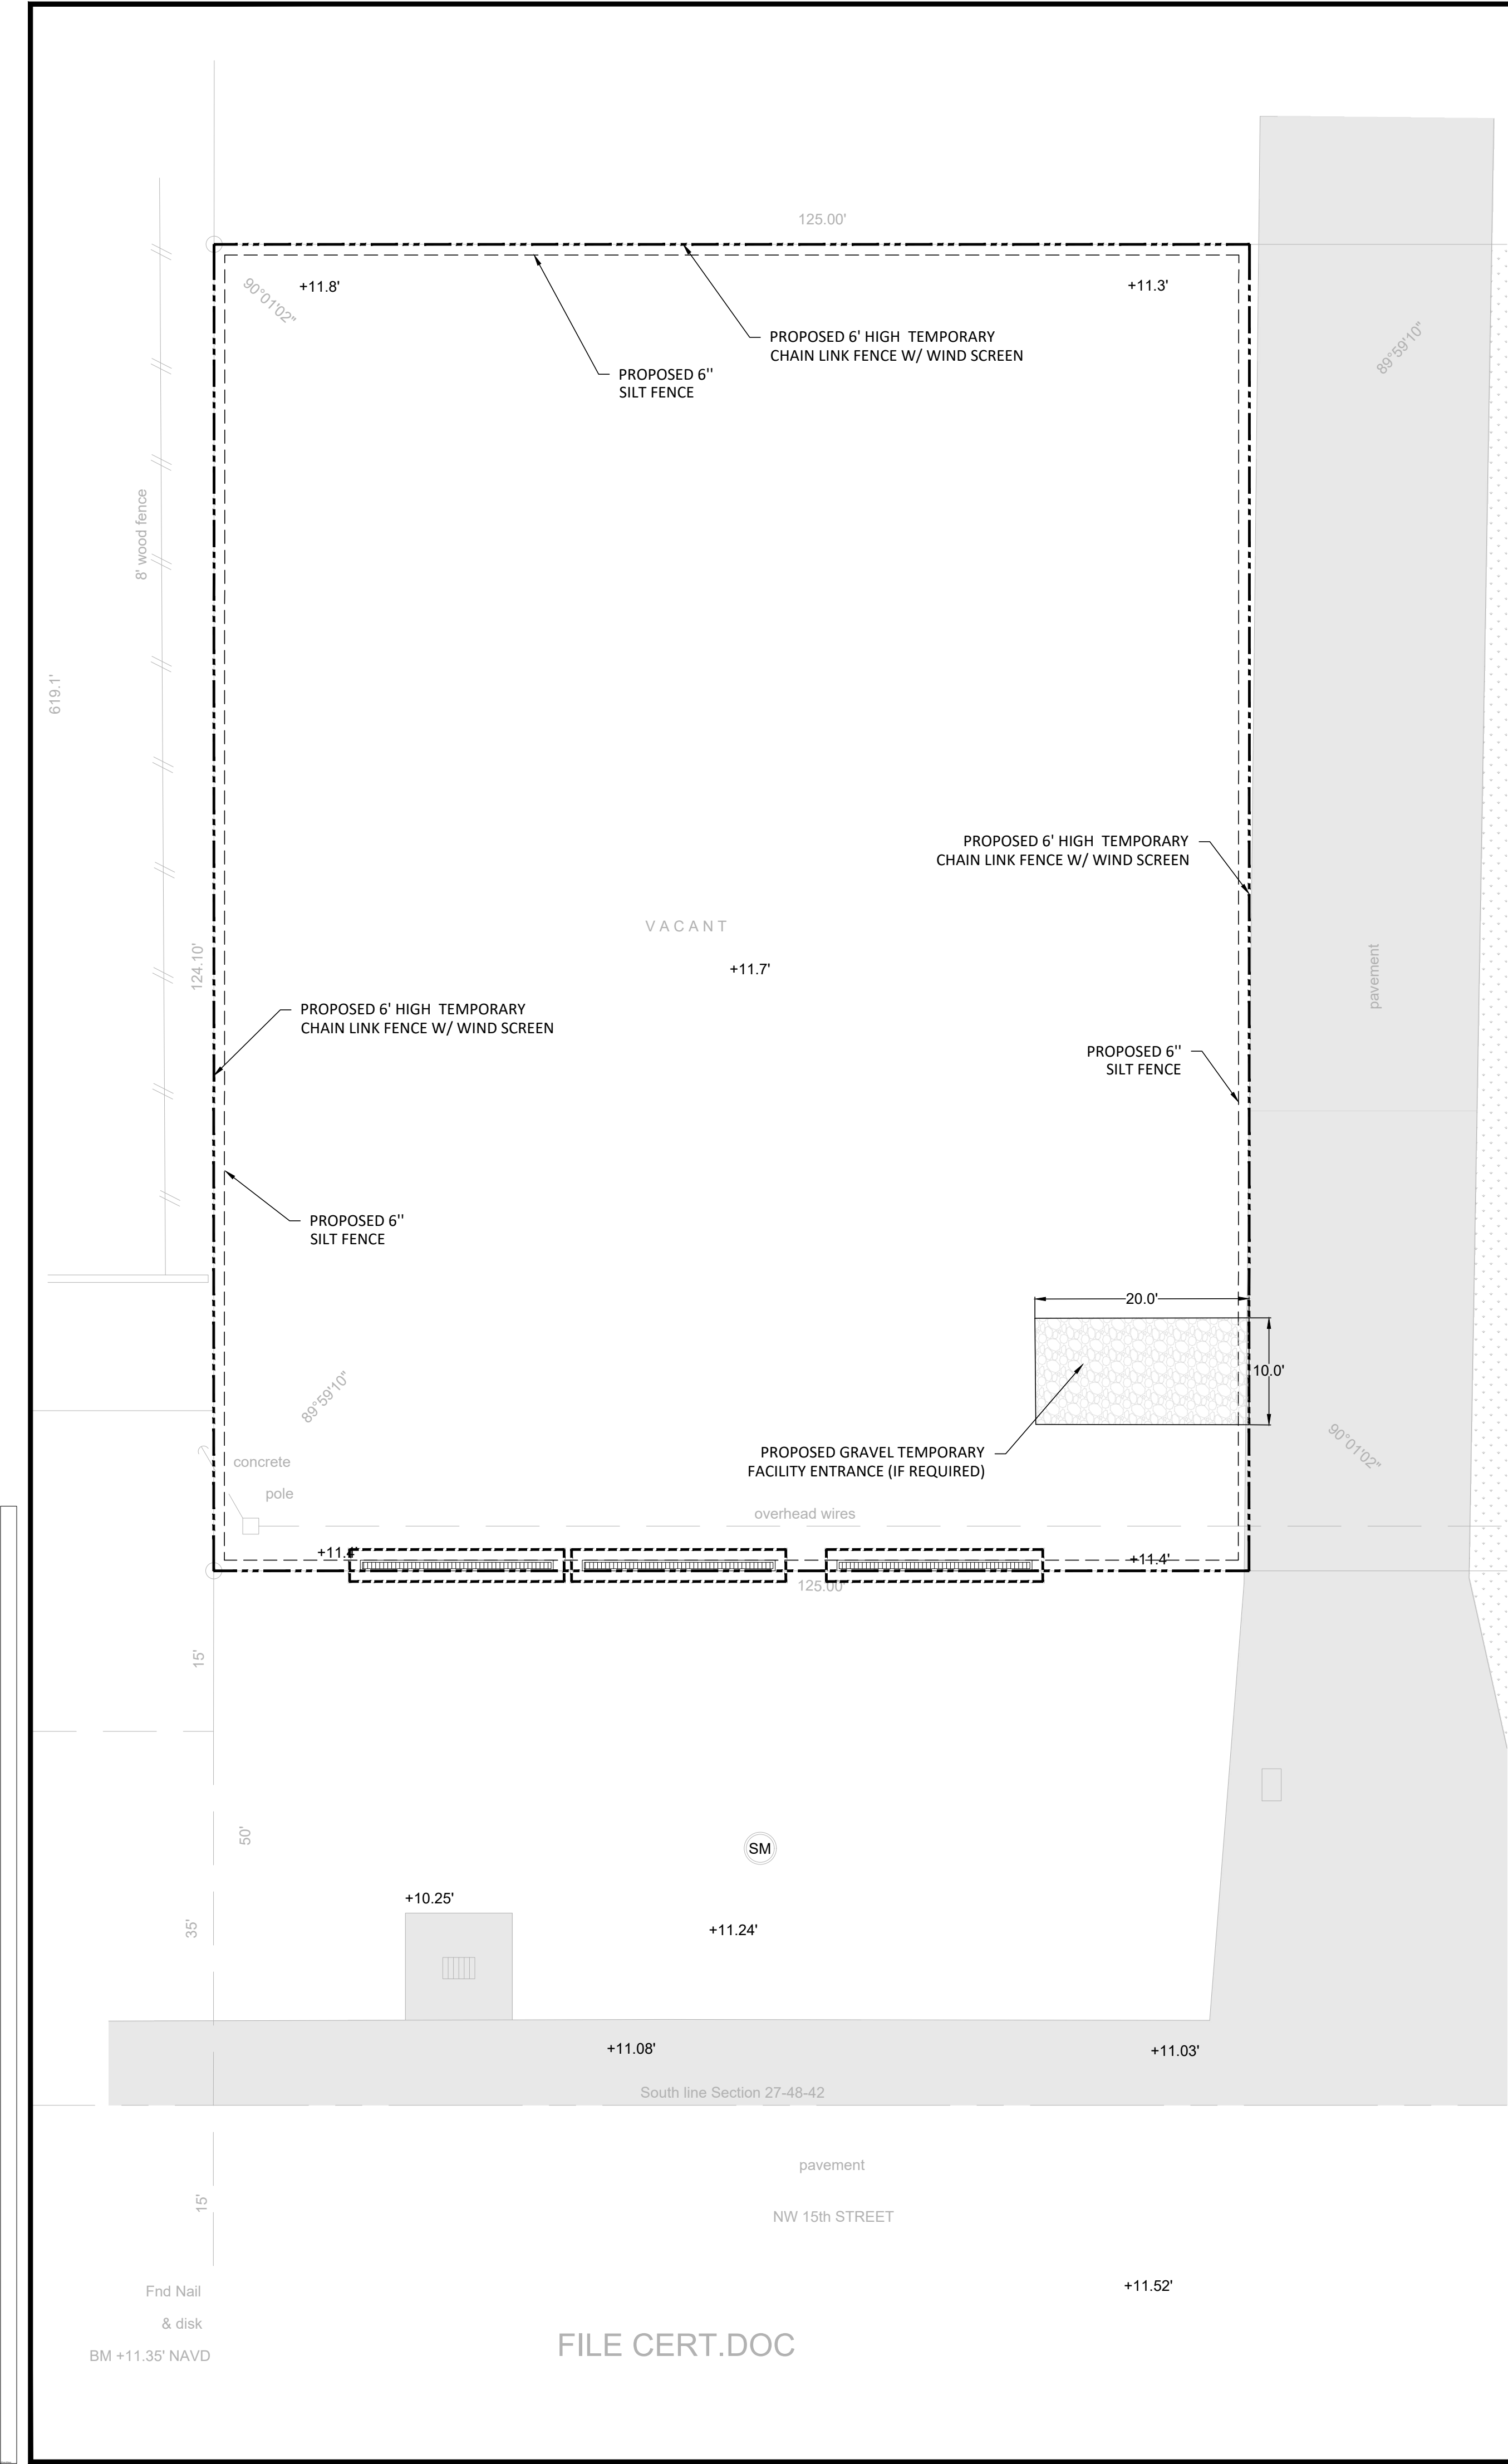 125.00'
90°01'02"
+11.8'
+11.3'
PROPOSED 6' HIGH TEMPORARY
CHAIN LINK FENCE W/ WIND SCREEN
PROPOSED 6''
SILT FENCE
89°59'10"
8' wood fence
619.1'
PROPOSED 6' HIGH TEMPORARY
CHAIN LINK FENCE W/ WIND SCREEN
VACANT
124.10'
+11.7'
pavement
PROPOSED 6' HIGH TEMPORARY
CHAIN LINK FENCE W/ WIND SCREEN
PROPOSED 6''
SILT FENCE
PROPOSED 6''
SILT FENCE
20.0'
10.0'
89°59'10"
90°01'02"
PROPOSED GRAVEL TEMPORARY
FACILITY ENTRANCE (IF REQUIRED)
concrete
pole
overhead wires
+11.4'
125.00'
15'
50'
SM
+10.25'
35'
+11.24'
+11.08'
+11.03'
South line Section 27-48-42
pavement
15'
NW 15th STREET
Fnd Nail
& disk
BM +11.35' NAVD
+11.52'
FILE CERT.DOC